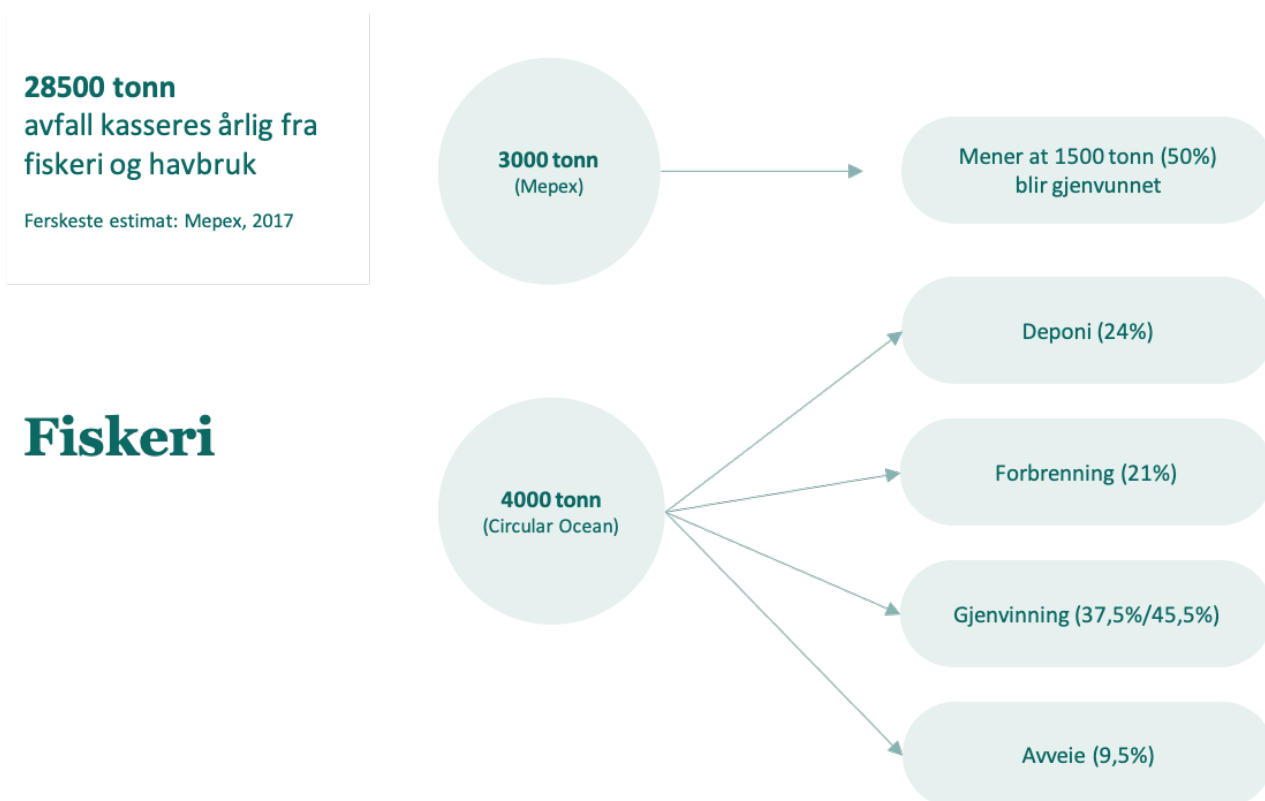 28500 tonn
avfall kasseres årlig fra
fiskeri og havbruk
Ferskeste estimat: Mepex, 2017
Fiskeri
3000 tonn
(Mepex)
Mener at 1500 tonn (50%)
blir gjenvunnet
4000 tonn
(Circular Ocean)
Deponi (24%)
Forbrenning (21%)
Gjenvinning (37,5%/45,5%)
Avveie (9,5%)